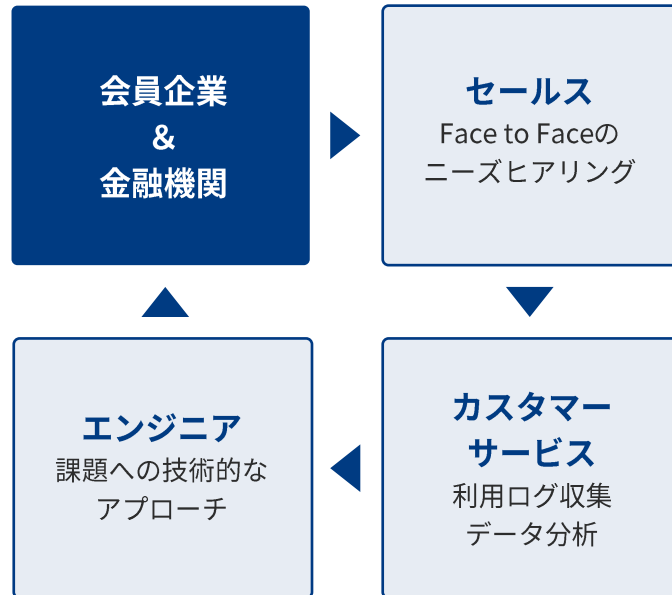 会員企業
&
金融機関
セールス
Face to Faceの
ニーズヒアリング
カスタマー
サービス
利用ログ収集
データ分析
エンジニア
課題への技術的な
アプローチ